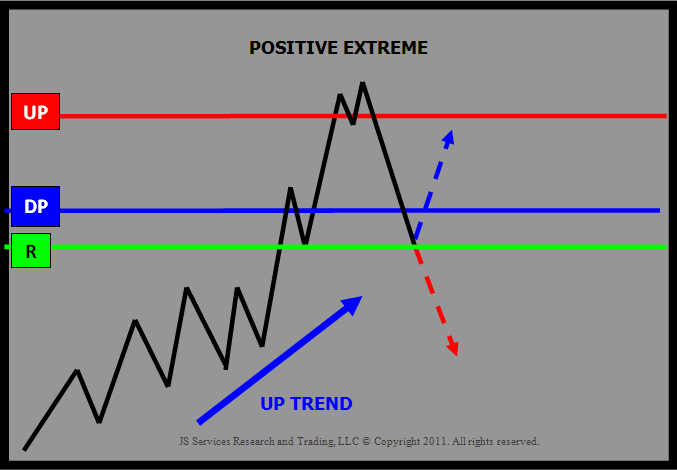 POSITIVE EXTREME
UP
DP
R
UP TREND
JS Services Research and Trading, LLC © Copyright 2011. All rights reserved.